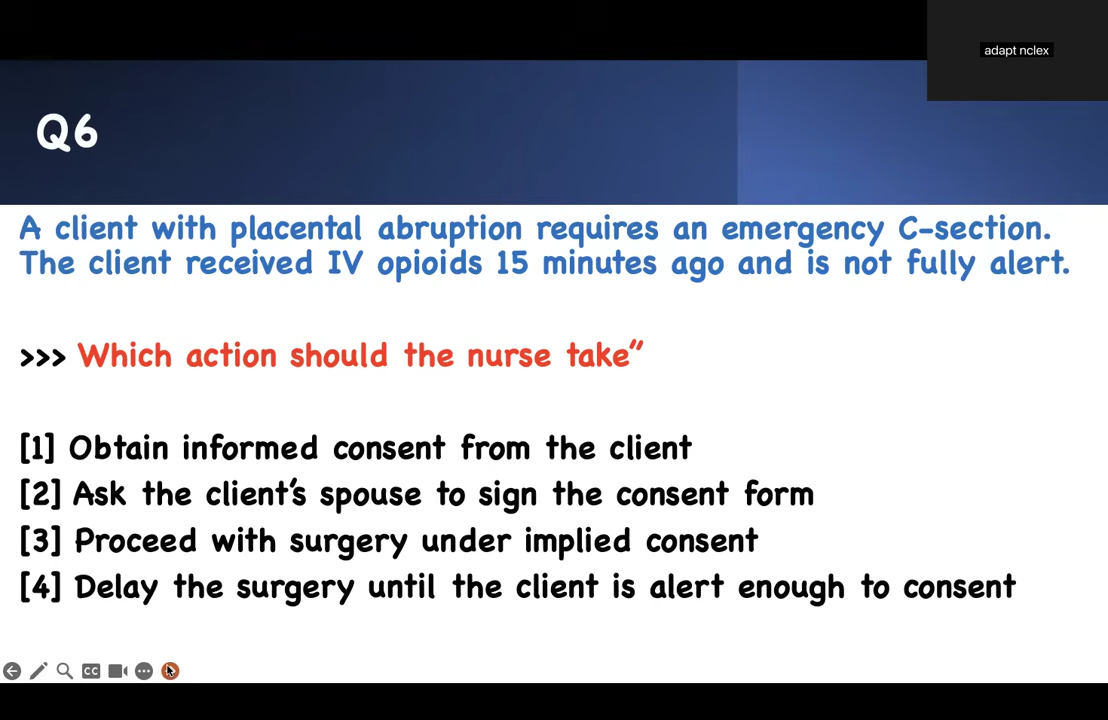 adapt nclex
Q6
A client with placental abruption requires an emergency C-section.
The client received IV opioids 15 minutes ago and is not fully alert.
>>> Which action should the nurse take”
[1] Obtain informed consent from the client
[2] Ask the client’s spouse to sign the consent form
[3] Proceed with surgery under implied consent
[4] Delay the surgery until the client is alert enough to consent
CC